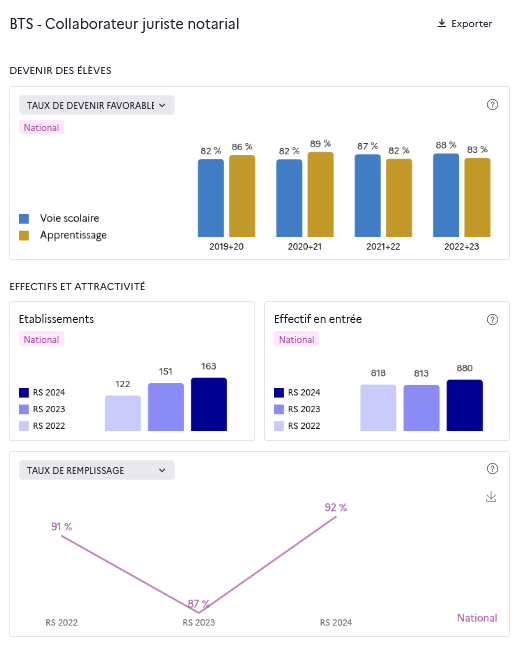 BTS - Collaborateur juriste notarial
Exporter
DEVENIR DES ÉLÈVES
TAUX DE DEVENIR FAVORABLE
National
82 % 86 % 82 % 89 % 87 % 82 % 88 % 83 %
Voie scolaire
Apprentissage
2019+20 2020+21 2021+22 2022+23
EFFECTIFS ET ATTRACTIVITÉ
Etablissements
National
122 151 163
RS 2024
RS 2023
RS 2022
Effectif en entrée
National
818 813 880
RS 2024
RS 2023
RS 2022
TAUX DE REMPLISSAGE
91 % 87 % 92 %
RS 2022 RS 2023 RS 2024
National